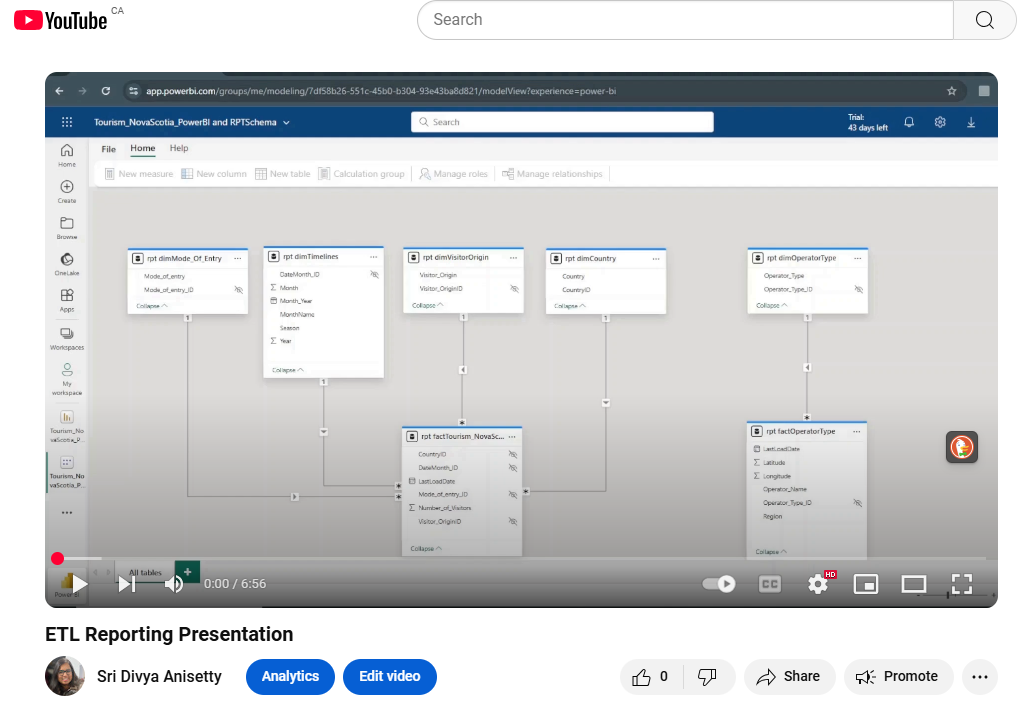 YouTube CA
Search
app.powerbi.com/groups/me/modeling/7df58b26-551c-45b0-b304-93e43ba8d821/modelView?experience=power-bi
Tourism_NovaScotia_PowerBI and RPTSchema
Search
Trial:
43 days left
File Home Help
New measure New column New table Calculation group Manage roles Manage relationships
Home
Create
Browse
OneLake
Apps
Workspaces
My
workspace
Tourism_No
vaScotia_P...
Tourism_No
vaScotia_P...
rpt dimMode_Of_Entry
Mode_of_entry
Mode_of_entry_ID
Collapse
rpt dimTimelines
DateMonth_ID
Month
Month_Year
MonthName
Season
Year
Collapse
rpt dimVisitorOrigin
Visitor_Origin
Visitor_OriginID
Collapse
rpt dimCountry
Country
CountryID
Collapse
rpt dimOperatorType
Operator_Type
Operator_Type_ID
Collapse
1
1
1
1
1
*
*
*
*
*
rpt factTourism_NovaSc...
CountryID
DateMonth_ID
LastLoadDate
Mode_of_entry_ID
Number_of_Visitors
Visitor_OriginID
Collapse
rpt factOperatorType
LastLoadDate
Latitude
Longitude
Operator_Name
Operator_Type_ID
Region
Collapse
All tables +
Power BI
0:00 / 6:56
CC
HD
ETL Reporting Presentation
Sri Divya Anisetty
Analytics
Edit video
0
Share
Promote